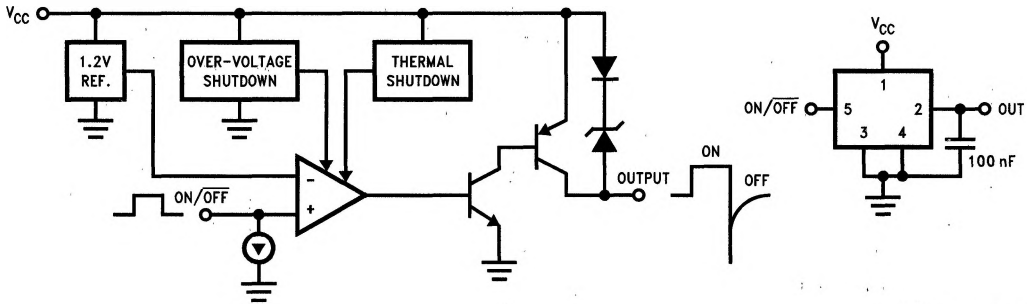 VCC
1.2V
REF.
OVER-VOLTAGE
SHUTDOWN
THERMAL
SHUTDOWN
ON/OFF
-
+
OUTPUT
ON
OFF
VCC
1
ON/OFF
5
2
OUT
3
4
100 nF